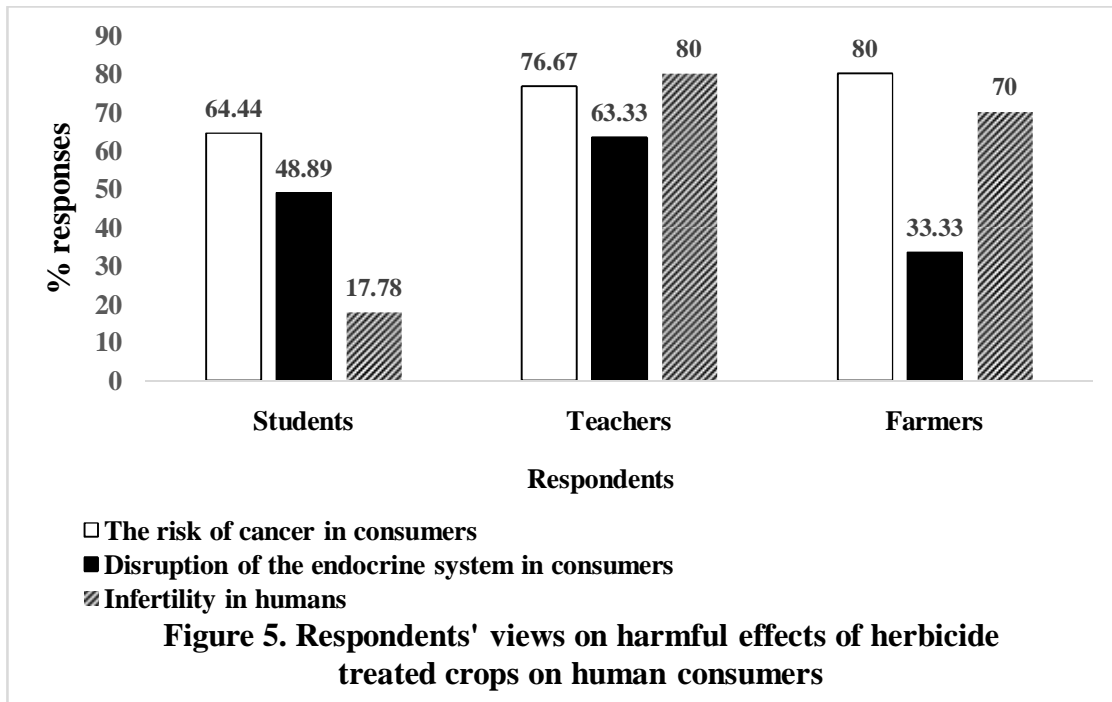 90
80
70
60
50
40
30
20
10
0
% responses
64.44
48.89
17.78
76.67
63.33
80
80
33.33
70
Students Teachers Farmers
Respondents
The risk of cancer in consumers
Disruption of the endocrine system in consumers
Infertility in humans
Figure 5. Respondents' views on harmful effects of herbicide
treated crops on human consumers